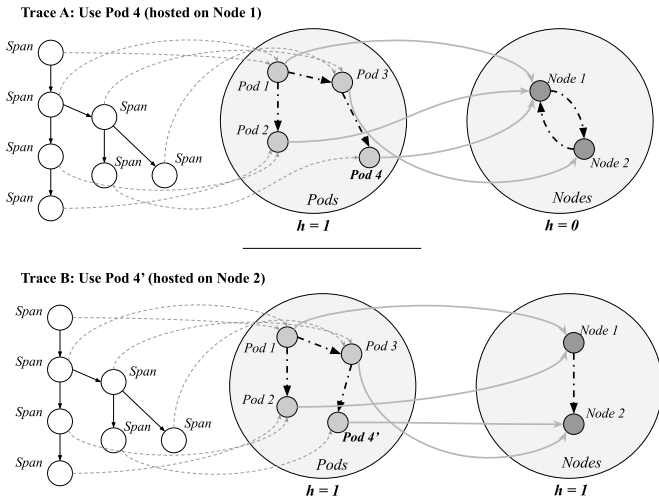 Trace A: Use Pod 4 (hosted on Node 1)
Span
Span
Span
Span
Span
Span
Span
Pod 1
Pod 3
Pod 2
Pod 4
Pods
h = 1
Node 1
Node 2
Nodes
h = 0
Trace B: Use Pod 4’ (hosted on Node 2)
Span
Span
Span
Span
Span
Span
Span
Pod 1
Pod 3
Pod 2
Pod 4’
Pods
h = 1
Node 1
Node 2
Nodes
h = 1